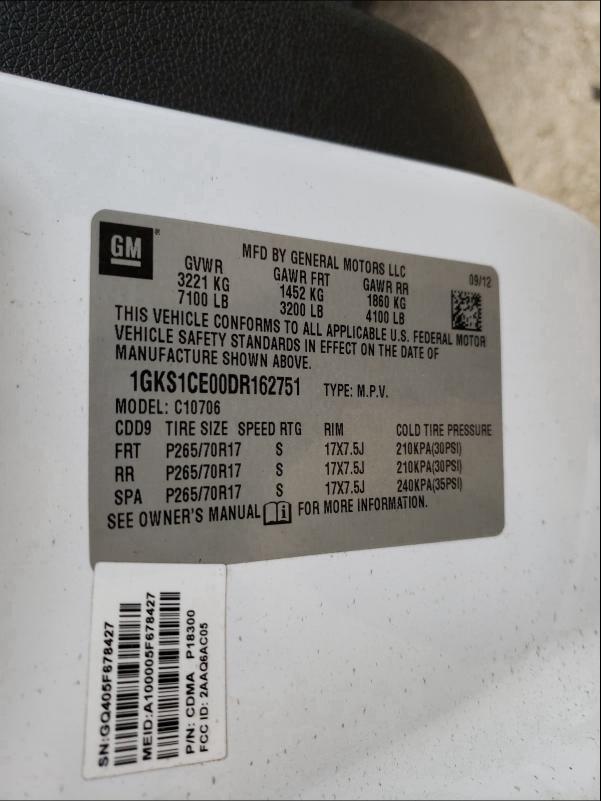 GM
®
MFD BY GENERAL MOTORS LLC
09/12
GVWR GAWR FRT GAWR RR
3221 KG 1452 KG 1860 KG
7100 LB 3200 LB 4100 LB
THIS VEHICLE CONFORMS TO ALL APPLICABLE U.S. FEDERAL MOTOR
VEHICLE SAFETY STANDARDS IN EFFECT ON THE DATE OF
MANUFACTURE SHOWN ABOVE.
1GKS1CE00DR162751 TYPE: M.P.V.
MODEL: C10706
CDD9 TIRE SIZE SPEED RTG RIM COLD TIRE PRESSURE
FRT P265/70R17 S 17X7.5J 210KPA(30PSI)
RR P265/70R17 S 17X7.5J 210KPA(30PSI)
SPA P265/70R17 S 17X7.5J 240KPA(35PSI)
SEE OWNER'S MANUAL i FOR MORE INFORMATION.
SN:GQ405F678427
MEID:A100005F678427
P/N: CDMA P18300
FCC ID: 2AAQ6AC05